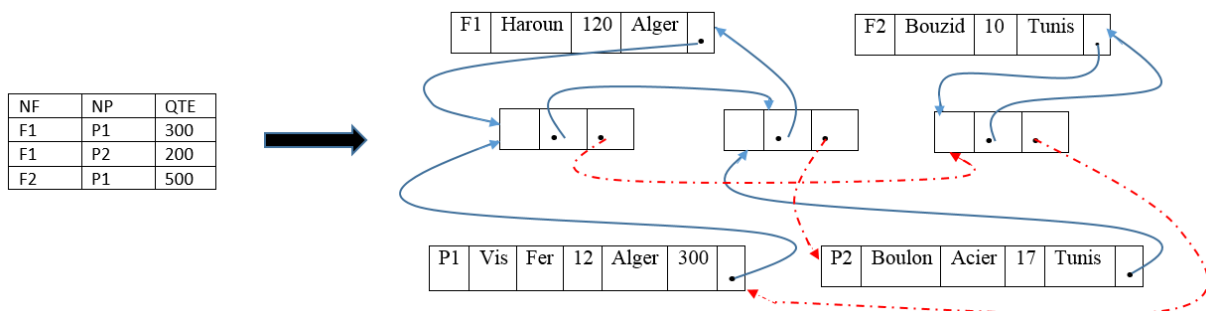 F1 Haroun 120 Alger
F2 Bouzid 10 Tunis
NF NP QTE
F1 P1 300
F1 P2 200
F2 P1 500
P1 Vis Fer 12 Alger 300
P2 Boulon Acier 17 Tunis